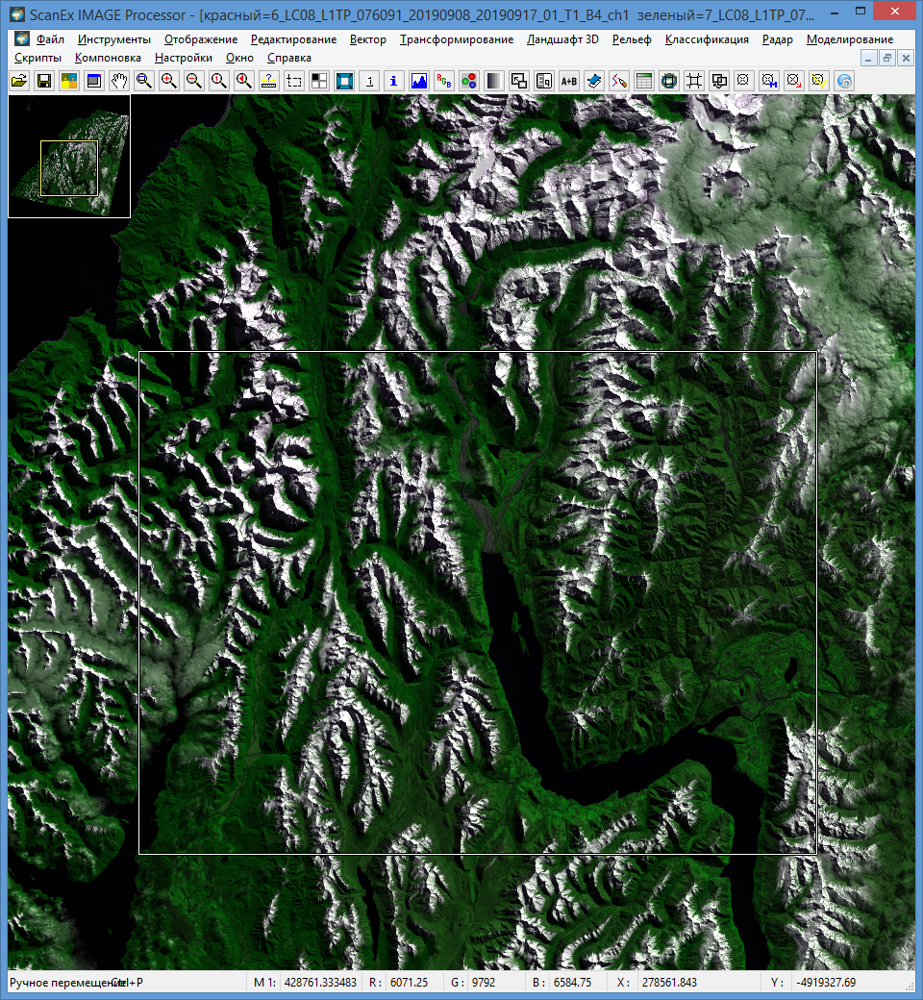 ScanEx IMAGE Processor - [красный=6_LC08_L1TP_076091_20190908_20190917_01_T1_B4_ch1 зеленый=7_LC08_L1TP_07...
Файл Инструменты Отображение Редактирование Вектор Трансформирование Ландшафт 3D Рельеф Классификация Радар Моделирование
Скрипты Компоновка Настройки Окно Справка
1 i RGB A+B
Ручное перемещение Ctrl+P M 1: 428761.333483 R: 6071.25 G: 9792 B: 6584.75 X: 278561.843 Y: -4919327.69